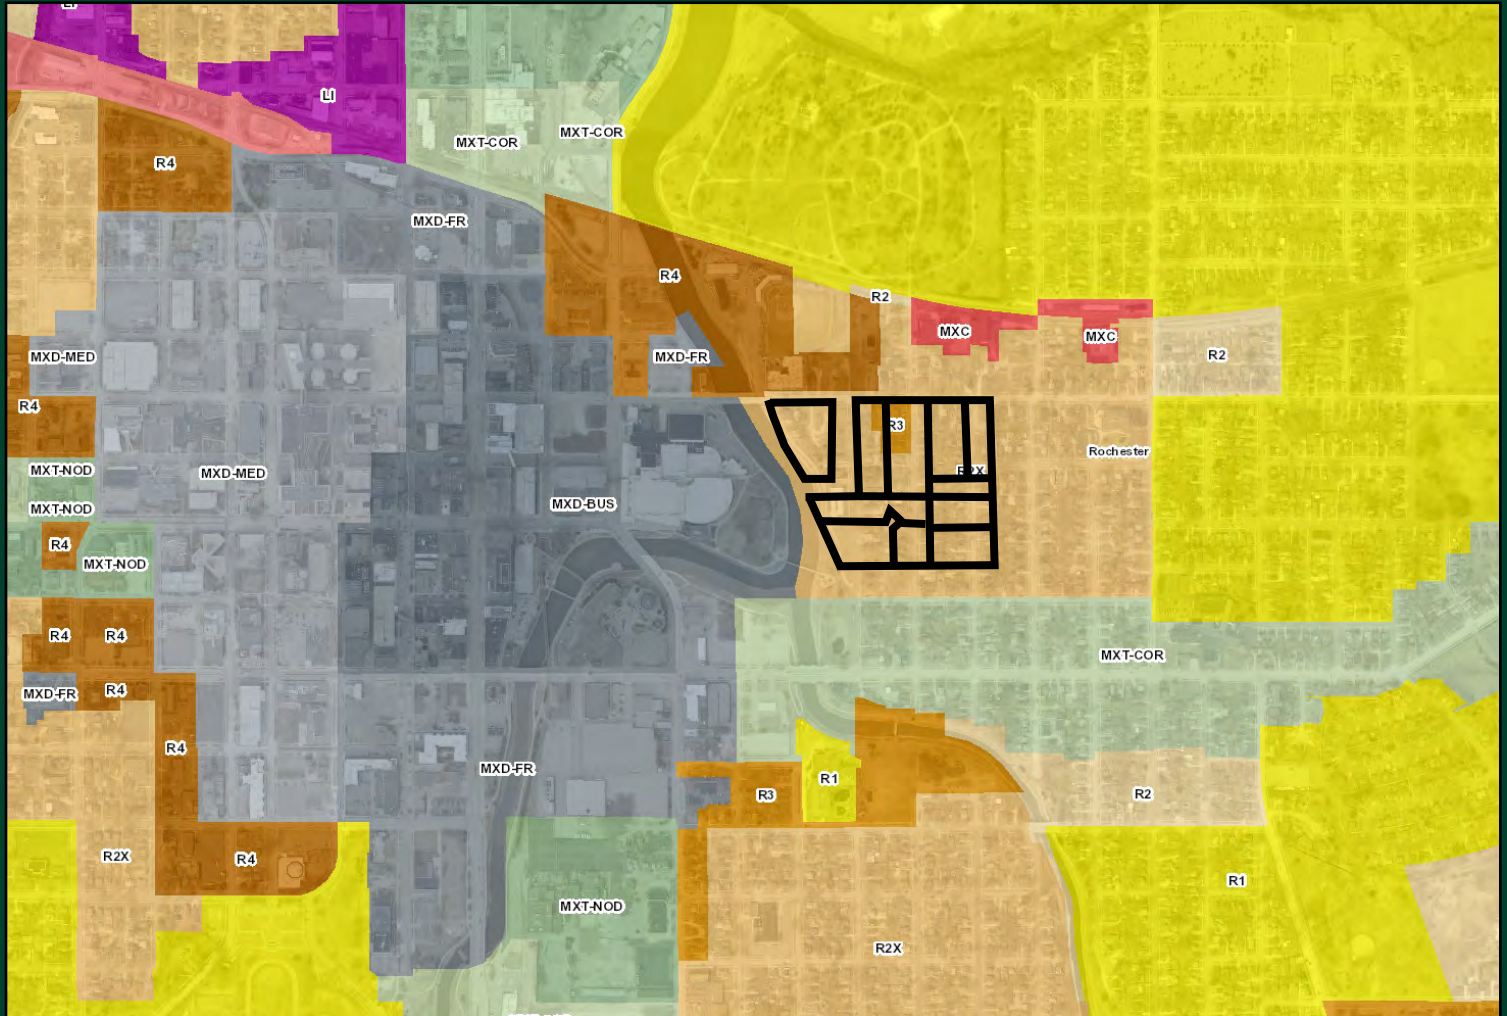 LI
MXT-COR
MXT-COR
R4
MXD-FR
R4
R2
MXC
MXC
MXD-MED
MXD-FR
R2
R4
R3
Rochester
MXT-NOD
MXD-MED
R2X
MXD-BUS
MXT-NOD
R4
MXT-NOD
R4
R4
MXT-COR
MXD-FR
R4
R4
MXD-FR
R1
R3
R2
R2X
R4
R1
MXT-NOD
R2X